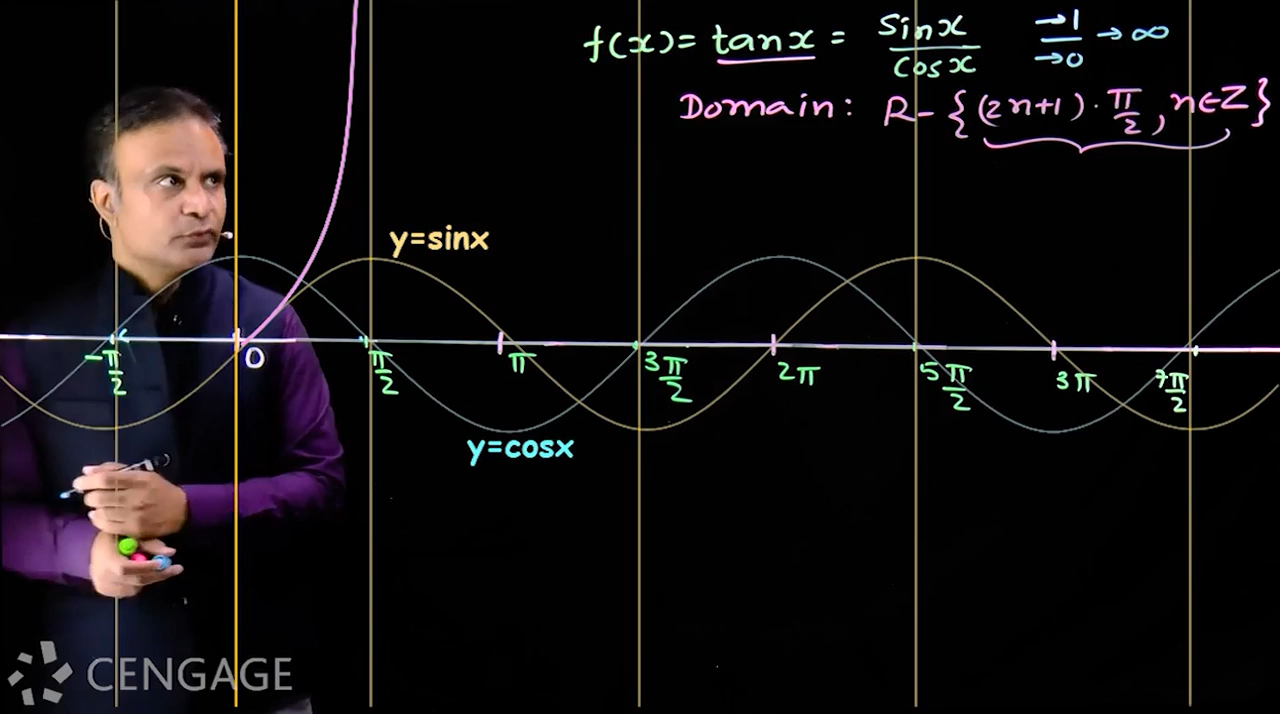 f(x) = tanx = sinx/cosx →1/→0 → ∞
Domain: R - {(2n+1)·π/2, n∈Z}
y=sinx
-π/2
0
π/2
π
3π/2
2π
5π/2
3π
7π/2
y=cosx
CENGAGE